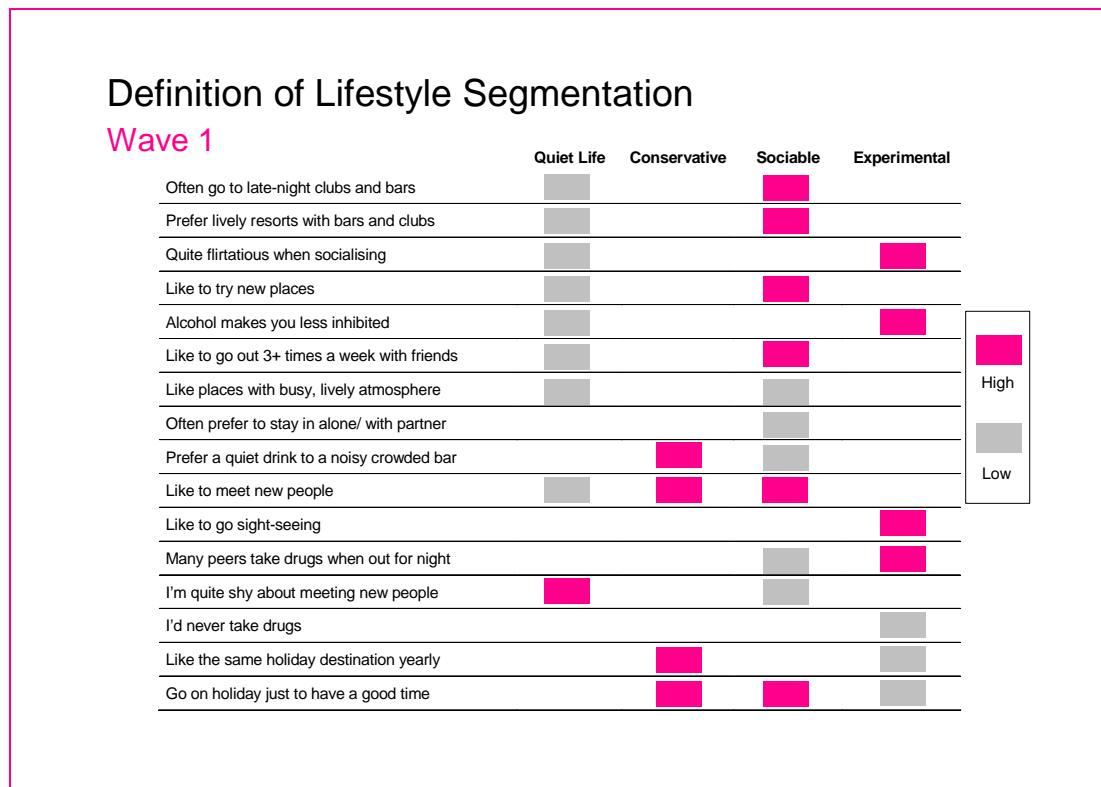 Definition of Lifestyle Segmentation
Wave 1
Quiet Life Conservative Sociable Experimental
Often go to late-night clubs and bars
Prefer lively resorts with bars and clubs
Quite flirtatious when socialising
Like to try new places
Alcohol makes you less inhibited
Like to go out 3+ times a week with friends
Like places with busy, lively atmosphere
Often prefer to stay in alone/ with partner
Prefer a quiet drink to a noisy crowded bar
Like to meet new people
Like to go sight-seeing
Many peers take drugs when out for night
I'm quite shy about meeting new people
I'd never take drugs
Like the same holiday destination yearly
Go on holiday just to have a good time
High
Low